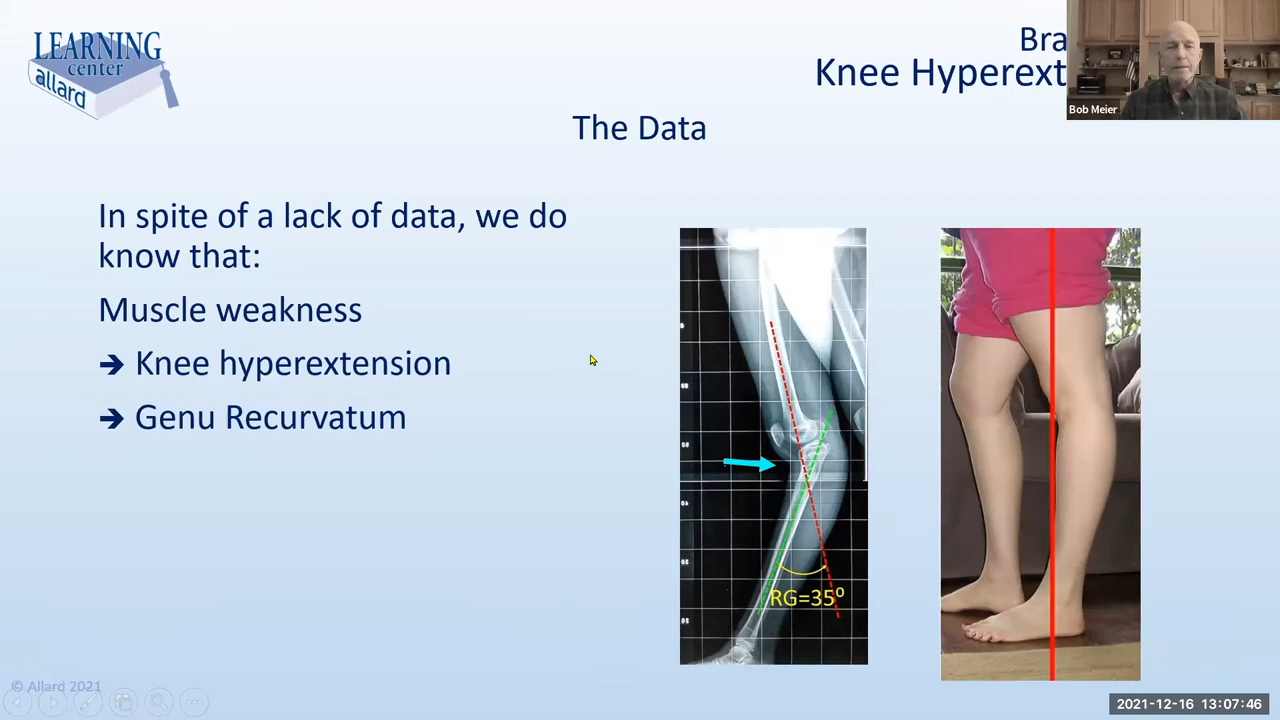 LEARNING
center
allard
Bra
Knee Hyperext
Bob Meier
The Data
In spite of a lack of data, we do
know that:
Muscle weakness
➔ Knee hyperextension
➔ Genu Recurvatum
RG=35⁰
© Allard 2021
2021-12-16 13:07:46